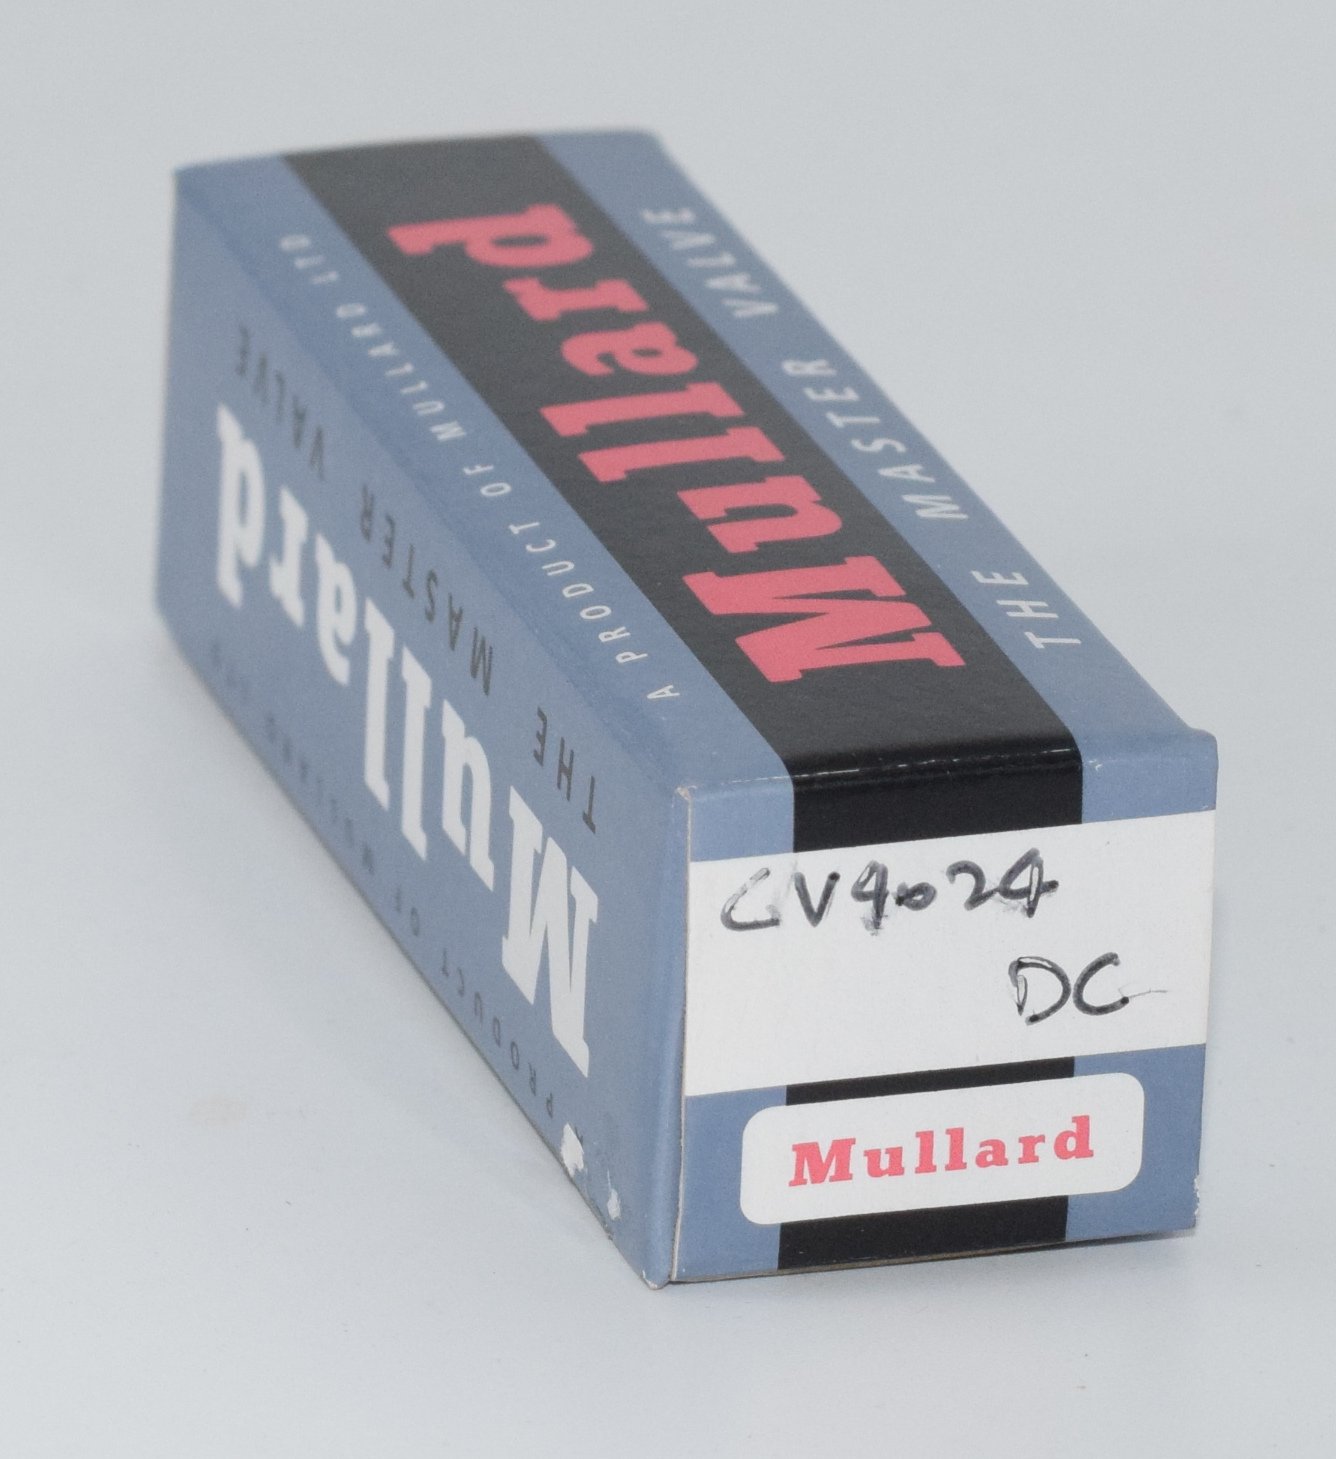 THE MASTER VALVE
Mullard
A PRODUCT OF MULLARD LTD
THE MASTER VALVE
Mullard
PRODUCT OF MULLARD LTD
CV4024
DC
Mullard